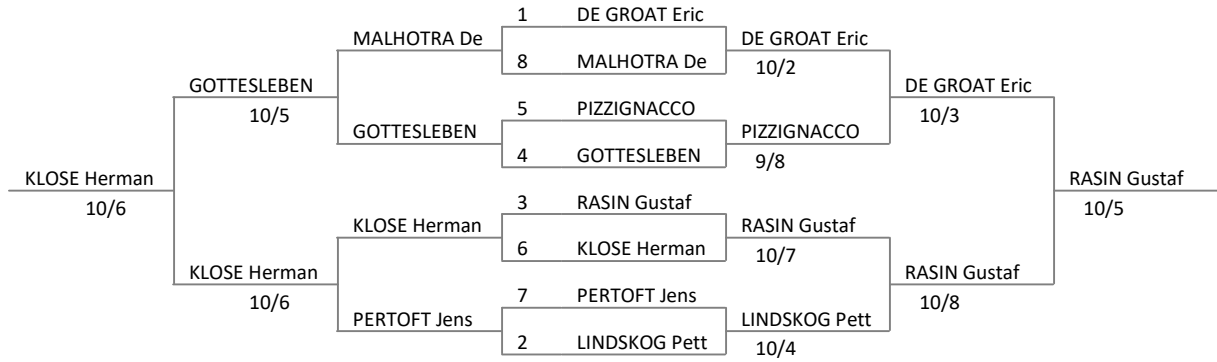 1 DE GROAT Eric
MALHOTRA De DE GROAT Eric
8 MALHOTRA De 10/2
GOTTESLEBEN DE GROAT Eric
10/5 5 PIZZIGNACCO 10/3
GOTTESLEBEN PIZZIGNACCO
4 GOTTESLEBEN 9/8
KLOSE Herman RASIN Gustaf
10/6 3 RASIN Gustaf 10/5
KLOSE Herman RASIN Gustaf
6 KLOSE Herman 10/7
KLOSE Herman RASIN Gustaf
10/6 7 PERTOFT Jens 10/8
PERTOFT Jens LINDSKOG Pett
2 LINDSKOG Pett 10/4